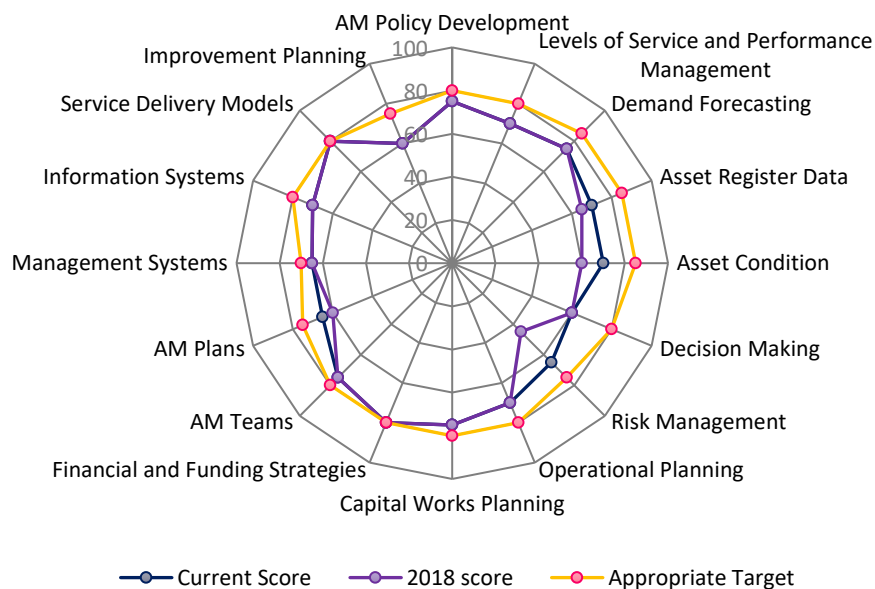 AM Policy Development
Improvement Planning
Levels of Service and Performance
Management
Service Delivery Models
Demand Forecasting
Information Systems
Asset Register Data
Management Systems
Asset Condition
AM Plans
Decision Making
AM Teams
Risk Management
Financial and Funding Strategies
Operational Planning
Capital Works Planning
100
80
60
40
20
0
Current Score
2018 score
Appropriate Target